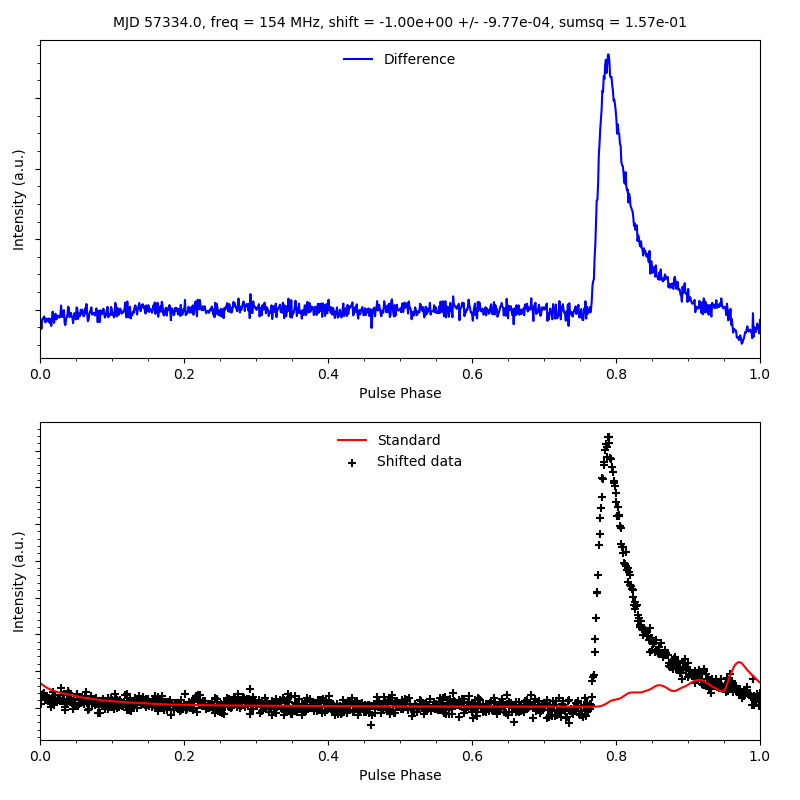 MJD 57334.0, freq = 154 MHz, shift = -1.00e+00 +/- -9.77e-04, sumsq = 1.57e-01
Difference
Intensity (a.u.)
0.0 0.2 0.4 0.6 0.8 1.0
Pulse Phase
Standard
Shifted data
Intensity (a.u.)
0.0 0.2 0.4 0.6 0.8 1.0
Pulse Phase